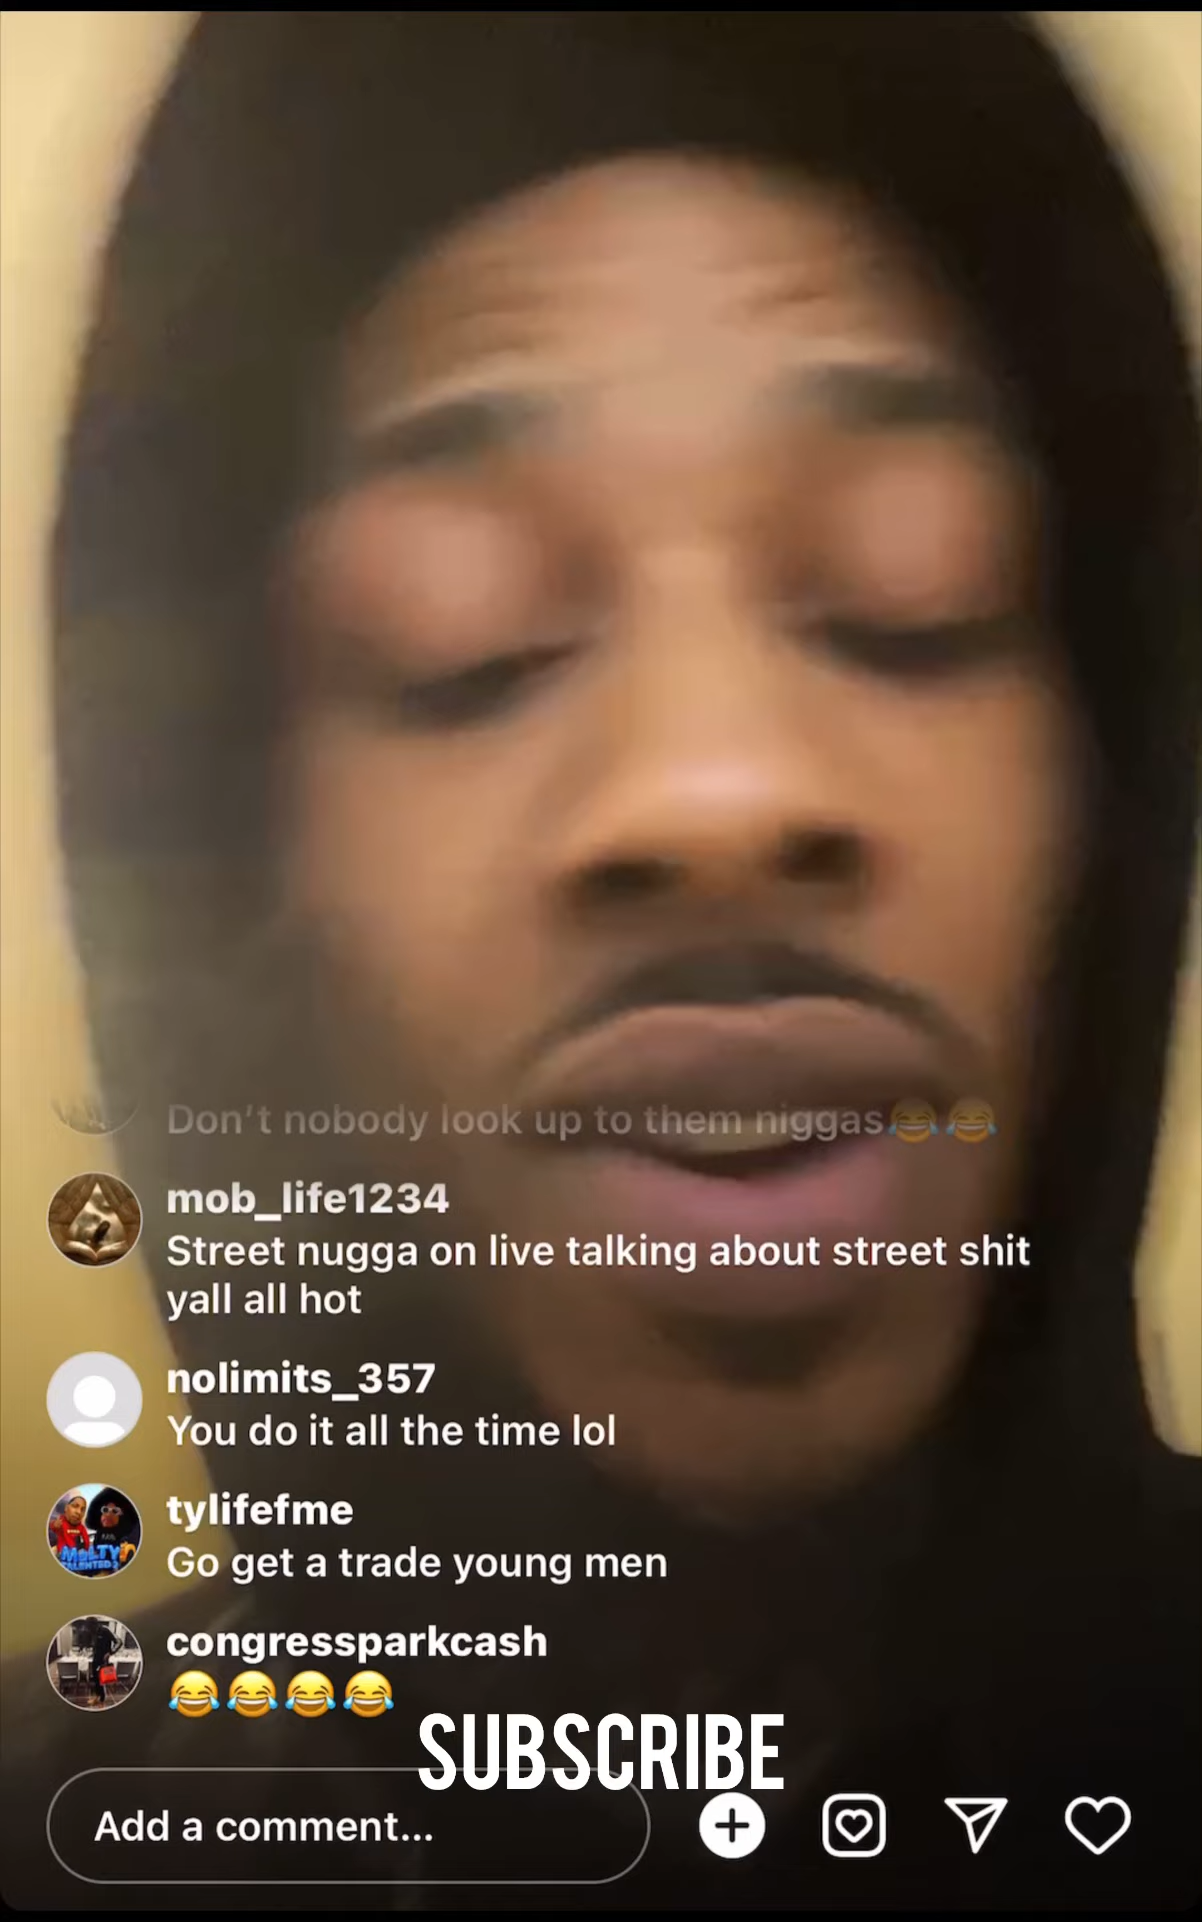 Don't nobody look up to them niggas😂😂
mob_life1234
Street nugga on live talking about street shit
yall all hot
nolimits_357
You do it all the time lol
tylifefme
Go get a trade young men
congressparkcash
😂😂😂😂
SUBSCRIBE
Add a comment...